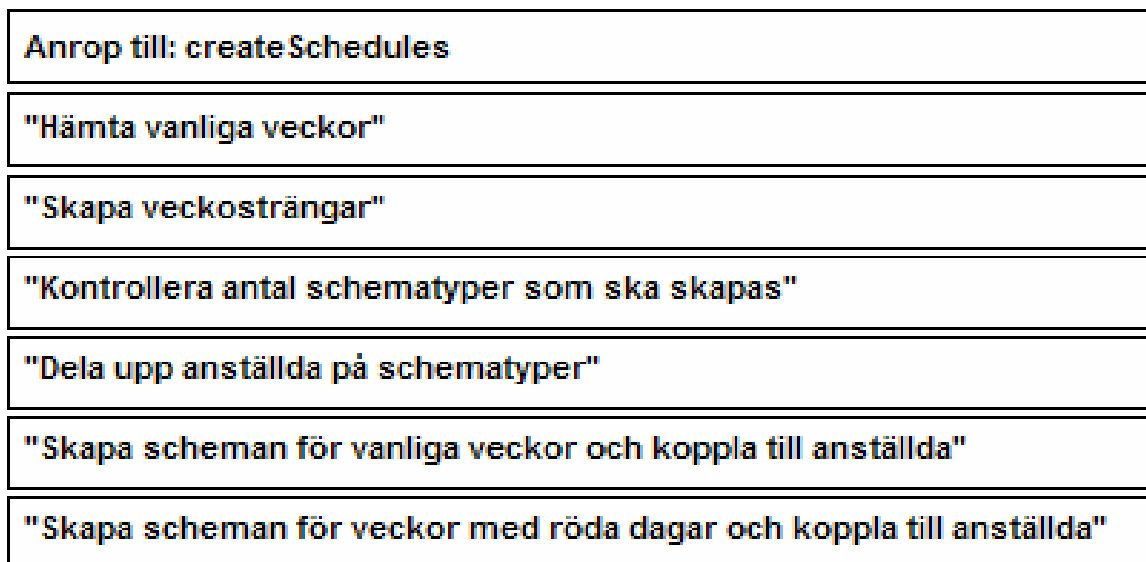 Anrop till: createSchedules
"Hämta vanliga veckor"
"Skapa veckosträngar"
"Kontrollera antal schematyper som ska skapas"
"Dela upp anställda på schematyper"
"Skapa scheman för vanliga veckor och koppla till anställda"
"Skapa scheman för veckor med röda dagar och koppla till anställda"